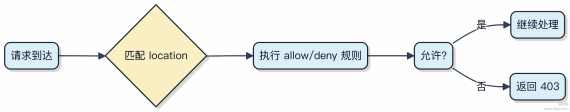 请求到达
匹配 location
执行 allow/deny 规则
允许?
是
继续处理
否
返回 403